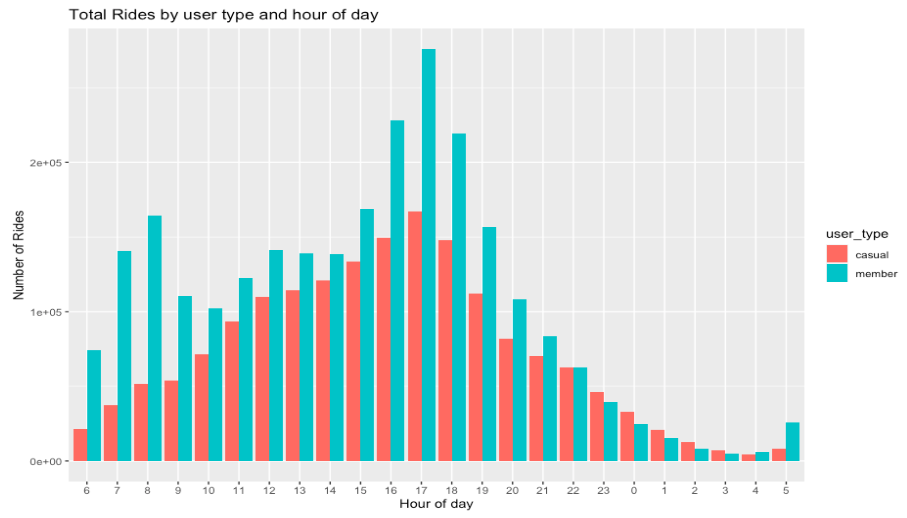 Total Rides by user type and hour of day
Number of Rides
2e+05
1e+05
0e+00
6 7 8 9 10 11 12 13 14 15 16 17 18 19 20 21 22 23 0 1 2 3 4 5
Hour of day
user_type
casual
member